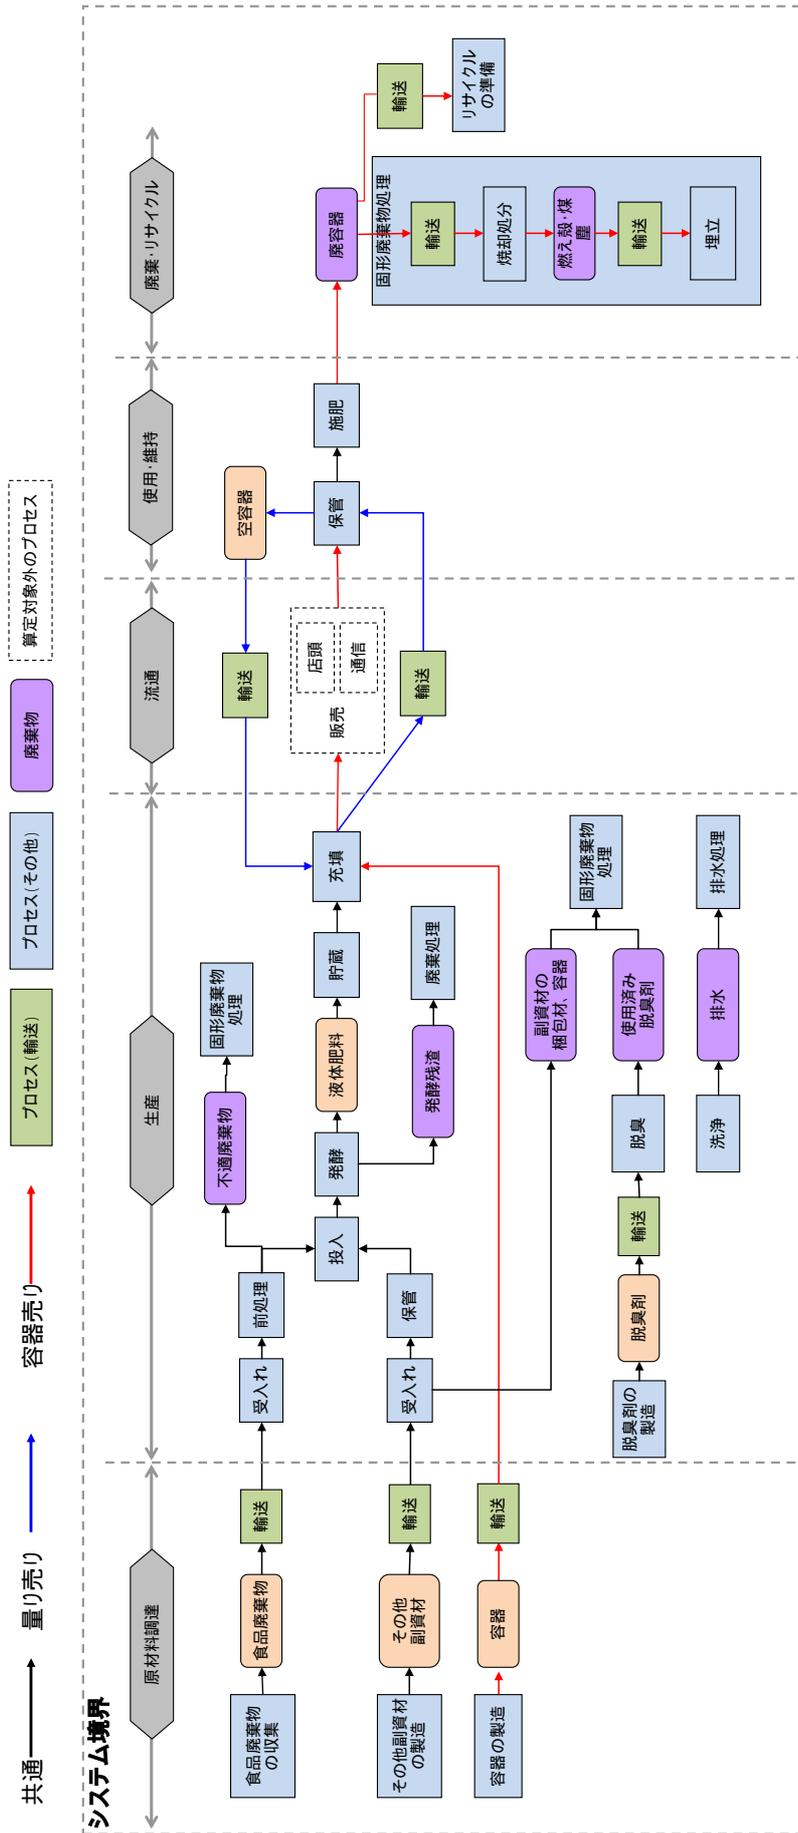 共通
量り売り
容器売り
プロセス(輸送)
プロセス(その他)
廃棄物
算定対象外のプロセス
システム境界
原材料調達
生産
流通
使用・維持
廃棄・リサイクル
食品廃棄物
の収集
食品廃棄物
輸送
受入れ
前処理
不適廃棄物
固形廃棄物
処理
投入
発酵
液体肥料
貯蔵
充填
発酵残渣
廃棄処理
その他副資材
の製造
その他
副資材
輸送
受入れ
保管
容器の製造
容器
輸送
副資材の
梱包材、容器
脱臭剤の
製造
脱臭剤
輸送
脱臭
使用済み
脱臭剤
固形廃棄物
処理
洗浄
排水
排水処理
輸送
販売
店頭
通信
輸送
空容器
保管
施肥
廃容器
輸送
リサイクル
の準備
固形廃棄物処理
輸送
焼却処分
燃え殻・煤
塵
輸送
埋立